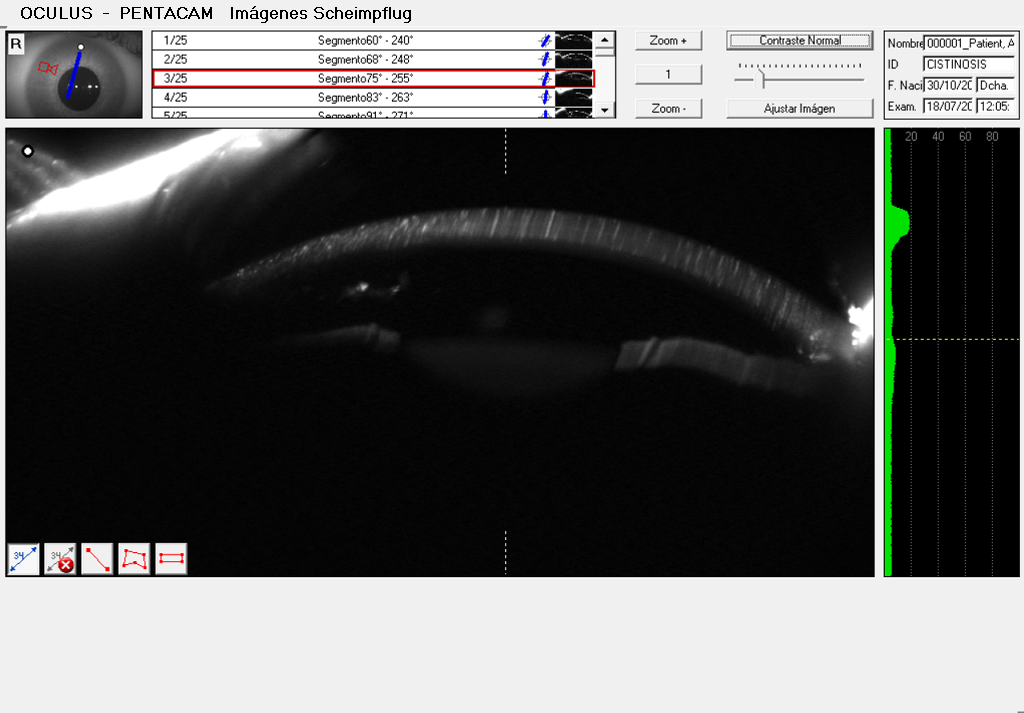 OCULUS - PENTACAM Imágenes Scheimpflug
R
1/25 Segmento60° - 240°
2/25 Segmento68° - 248°
3/25 Segmento75° - 255°
4/25 Segmento83° - 263°
5/25 Segmento91° - 271°
Zoom +
1
Zoom -
Contraste Normal
Ajustar Imágen
Nombre 000001_Patient, A
ID CISTINOSIS
F. Naci 30/10/20 Dcha.
Exam. 18/07/20 12:05:
20 40 60 80
34 34